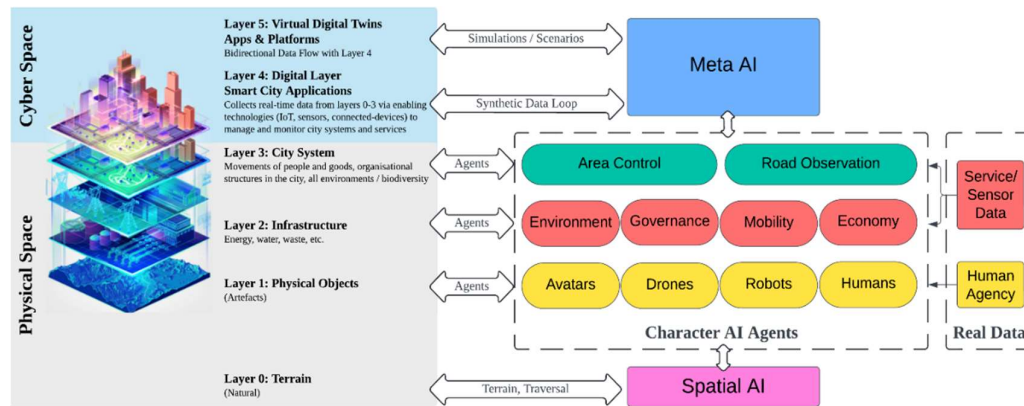 Cyber Space
Physical Space
Layer 5: Virtual Digital Twins
Apps & Platforms
Bidirectional Data Flow with Layer 4
Layer 4: Digital Layer
Smart City Applications
Collects real-time data from layers 0-3 via enabling
technologies (IoT, sensors, connected-devices) to
manage and monitor city systems and services
Layer 3: City System
Movements of people and goods, organisational
structures in the city, all environments / biodiversity
Layer 2: Infrastructure
Energy, water, waste, etc.
Layer 1: Physical Objects
(Artefacts)
Layer 0: Terrain
(Natural)
Simulations / Scenarios
Synthetic Data Loop
Agents
Agents
Agents
Terrain, Traversal
Meta AI
Area Control
Road Observation
Environment
Governance
Mobility
Economy
Avatars
Drones
Robots
Humans
Character AI Agents
Spatial AI
Service/
Sensor
Data
Human
Agency
Real Data